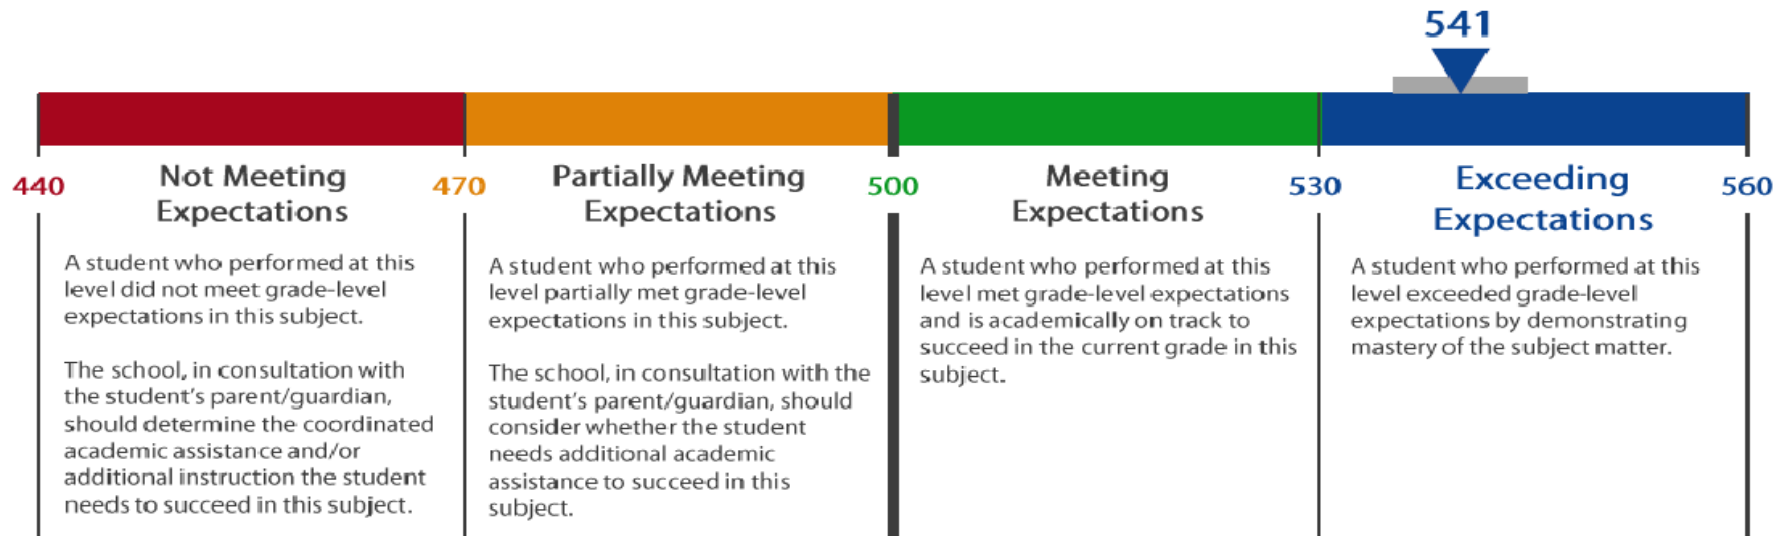 541
440
Not Meeting
Expectations
470
Partially Meeting
Expectations
500
Meeting
Expectations
530
Exceeding
Expectations
560
A student who performed at this
level did not meet grade-level
expectations in this subject.
The school, in consultation with
the student's parent/guardian,
should determine the coordinated
academic assistance and/or
additional instruction the student
needs to succeed in this subject.
A student who performed at this
level partially met grade-level
expectations in this subject.
The school, in consultation with the
student's parent/guardian, should
consider whether the student
needs additional academic
assistance to succeed in this
subject.
A student who performed at this
level met grade-level expectations
and is academically on track to
succeed in the current grade in this
subject.
A student who performed at this
level exceeded grade-level
expectations by demonstrating
mastery of the subject matter.